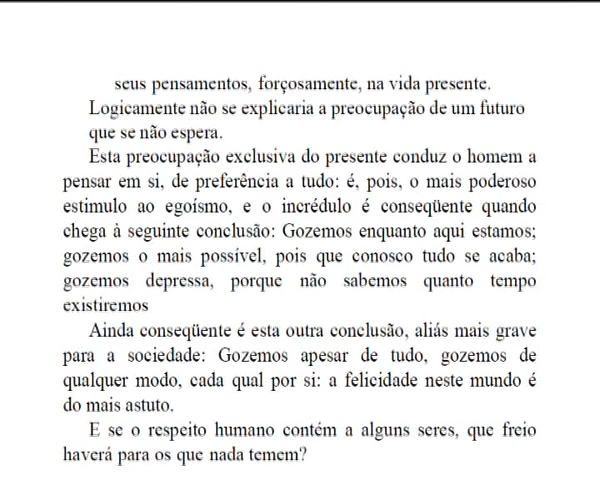 seus pensamentos, forçosamente, na vida presente.
Logicamente não se explicaria a preocupação de um futuro
que se não espera.
Esta preocupação exclusiva do presente conduz o homem a
pensar em si, de preferência a tudo: é, pois, o mais poderoso
estimulo ao egoísmo, e o incrédulo é conseqüente quando
chega à seguinte conclusão: Gozemos enquanto aqui estamos;
gozemos o mais possível, pois que conosco tudo se acaba;
gozemos depressa, porque não sabemos quanto tempo
existiremos
Ainda conseqüente é esta outra conclusão, aliás mais grave
para a sociedade: Gozemos apesar de tudo, gozemos de
qualquer modo, cada qual por si: a felicidade neste mundo é
do mais astuto.
E se o respeito humano contém a alguns seres, que freio
haverá para os que nada temem?